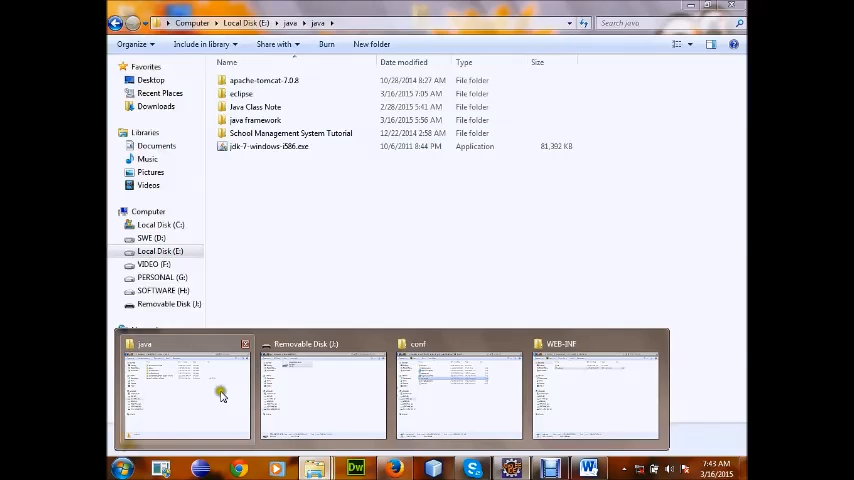 Computer ▸ Local Disk (E:) ▸ java ▸ java ▸
Search java
Organize
Include in library
Share with
Burn
New folder
Name
Date modified
Type
Size
Favorites
Desktop
Recent Places
Downloads
Libraries
Documents
Music
Pictures
Videos
Computer
Local Disk (C:)
SWE (D:)
Local Disk (E:)
VIDEO (F:)
PERSONAL (G:)
SOFTWARE (H:)
Removable Disk (J:)
apache-tomcat-7.0.8 10/28/2014 8:27 AM File folder
eclipse 3/16/2015 7:05 AM File folder
Java Class Note 2/28/2015 5:41 AM File folder
java framework 3/16/2015 5:56 AM File folder
School Management System Tutorial 12/22/2014 2:58 AM File folder
jdk-7-windows-i586.exe 10/6/2011 8:44 PM Application 81,392 KB
java
Removable Disk (J:)
conf
WEB-INF
Dw
7:43 AM
3/16/2015